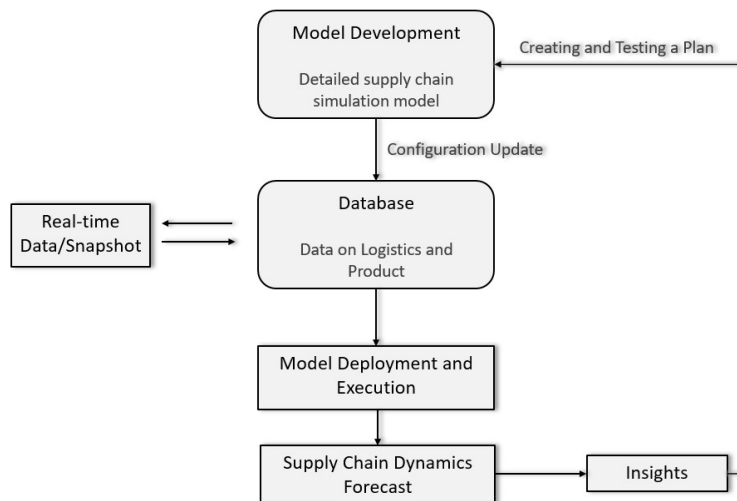 Model Development
Detailed supply chain
simulation model
Creating and Testing a Plan
Configuration Update
Database
Data on Logistics and
Product
Real-time
Data/Snapshot
Model Deployment and
Execution
Supply Chain Dynamics
Forecast
Insights